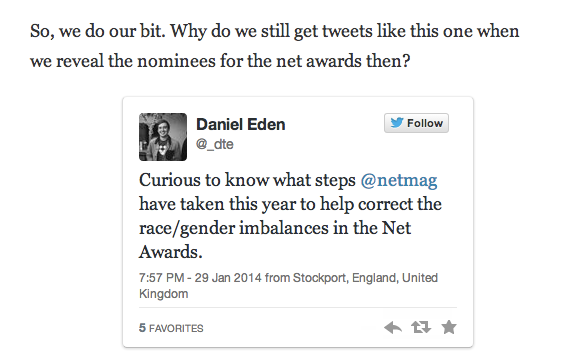 So, we do our bit. Why do we still get tweets like this one when
we reveal the nominees for the net awards then?
Daniel Eden
@_dte
Follow
Curious to know what steps @netmag
have taken this year to help correct the
race/gender imbalances in the Net
Awards.
7:57 PM - 29 Jan 2014 from Stockport, England, United
Kingdom
5 FAVORITES